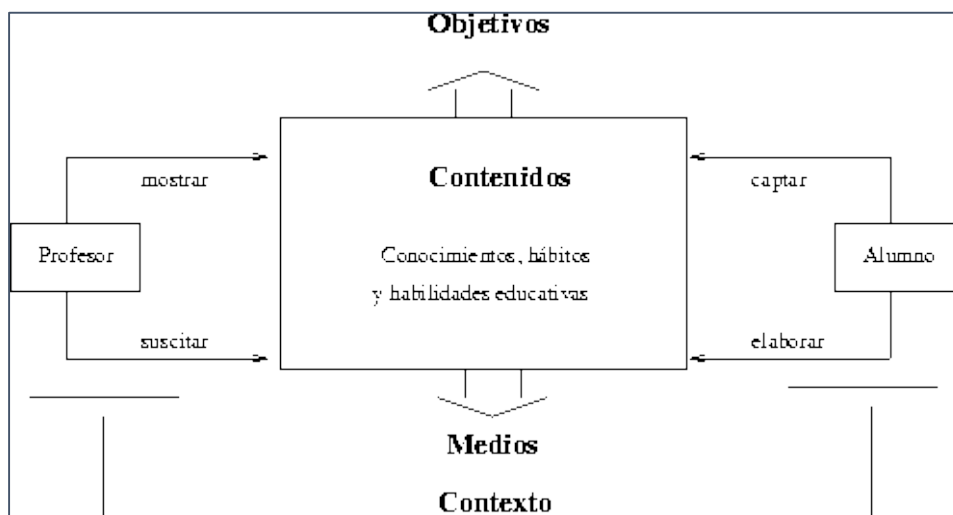 Objetivos
mostrar
Contenidos
captar
Profesor
Conocimientos, hábitos
y habilidades educativas
Alumno
suscitar
elaborar
Medios
Contexto